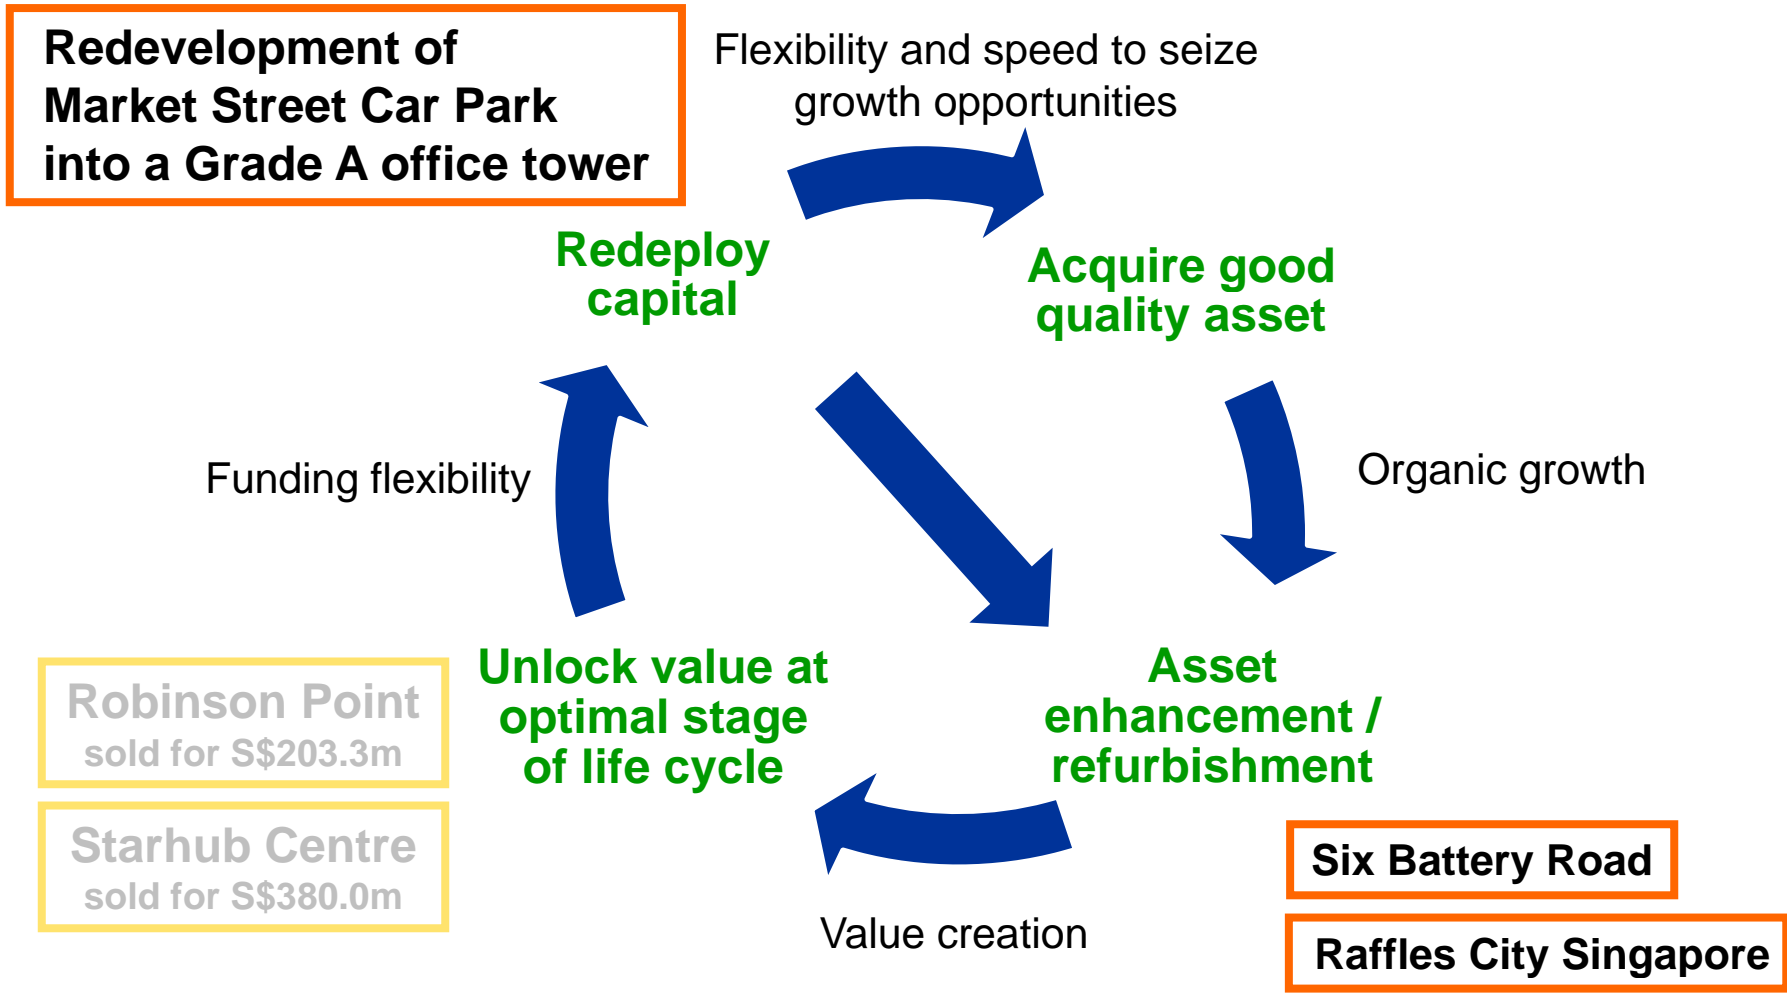 Redevelopment of
Market Street Car Park
into a Grade A office tower
Flexibility and speed to seize
growth opportunities
Redeploy
capital
Acquire good
quality asset
Funding flexibility
Organic growth
Unlock value at
optimal stage
of life cycle
Asset
enhancement /
refurbishment
Robinson Point
sold for S$203.3m
Starhub Centre
sold for S$380.0m
Value creation
Six Battery Road
Raffles City Singapore